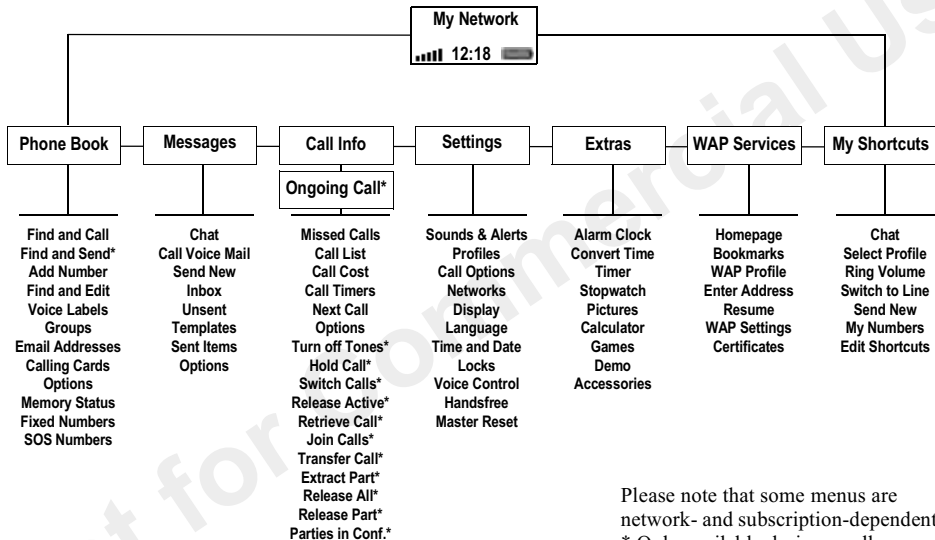 My Network
12:18
Phone Book
Messages
Call Info
Settings
Extras
WAP Services
My Shortcuts
Ongoing Call*
Find and Call
Find and Send*
Add Number
Find and Edit
Voice Labels
Groups
Email Addresses
Calling Cards
Options
Memory Status
Fixed Numbers
SOS Numbers
Chat
Call Voice Mail
Send New
Inbox
Unsent
Templates
Sent Items
Options
Missed Calls
Call List
Call Cost
Call Timers
Next Call
Options
Turn off Tones*
Hold Call*
Switch Calls*
Release Active*
Retrieve Call*
Join Calls*
Transfer Call*
Extract Part*
Release All*
Release Part*
Parties in Conf.*
Sounds & Alerts
Profiles
Call Options
Networks
Display
Language
Time and Date
Locks
Voice Control
Handsfree
Master Reset
Alarm Clock
Convert Time
Timer
Stopwatch
Pictures
Calculator
Games
Demo
Accessories
Homepage
Bookmarks
WAP Profile
Enter Address
Resume
WAP Settings
Certificates
Chat
Select Profile
Ring Volume
Switch to Line
Send New
My Numbers
Edit Shortcuts
Please note that some menus are
network- and subscription-dependent
for Commercial Us